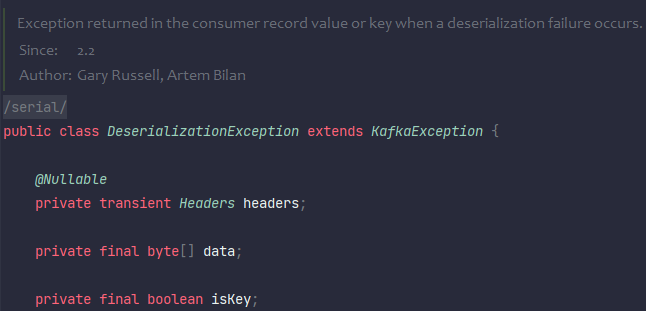 Exception returned in the consumer record value or key when a deserialization failure occurs.
Since: 2.2
Author: Gary Russell, Artem Bilan
/serial/
public class DeserializationException extends KafkaException {
@Nullable
private transient Headers headers;
private final byte[] data;
private final boolean isKey;